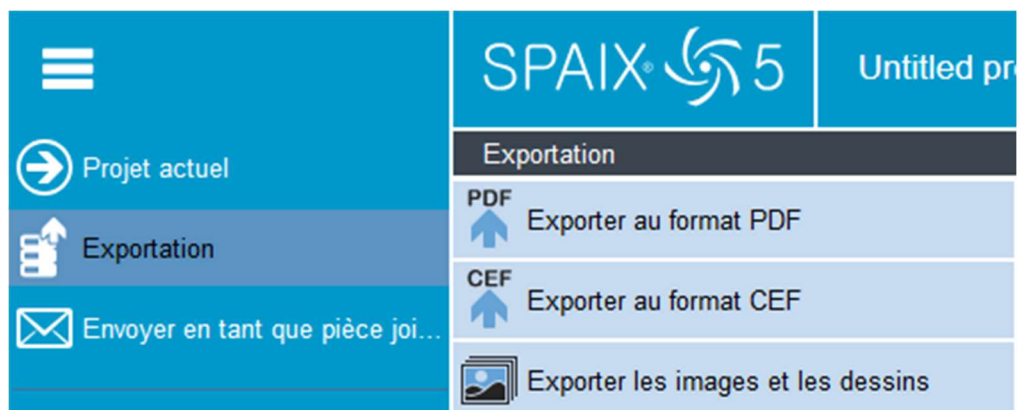 SPAIX® 5
Untitled pr
Projet actuel
Exportation
Envoyer en tant que pièce joi...
Exportation
PDF
Exporter au format PDF
CEF
Exporter au format CEF
Exporter les images et les dessins